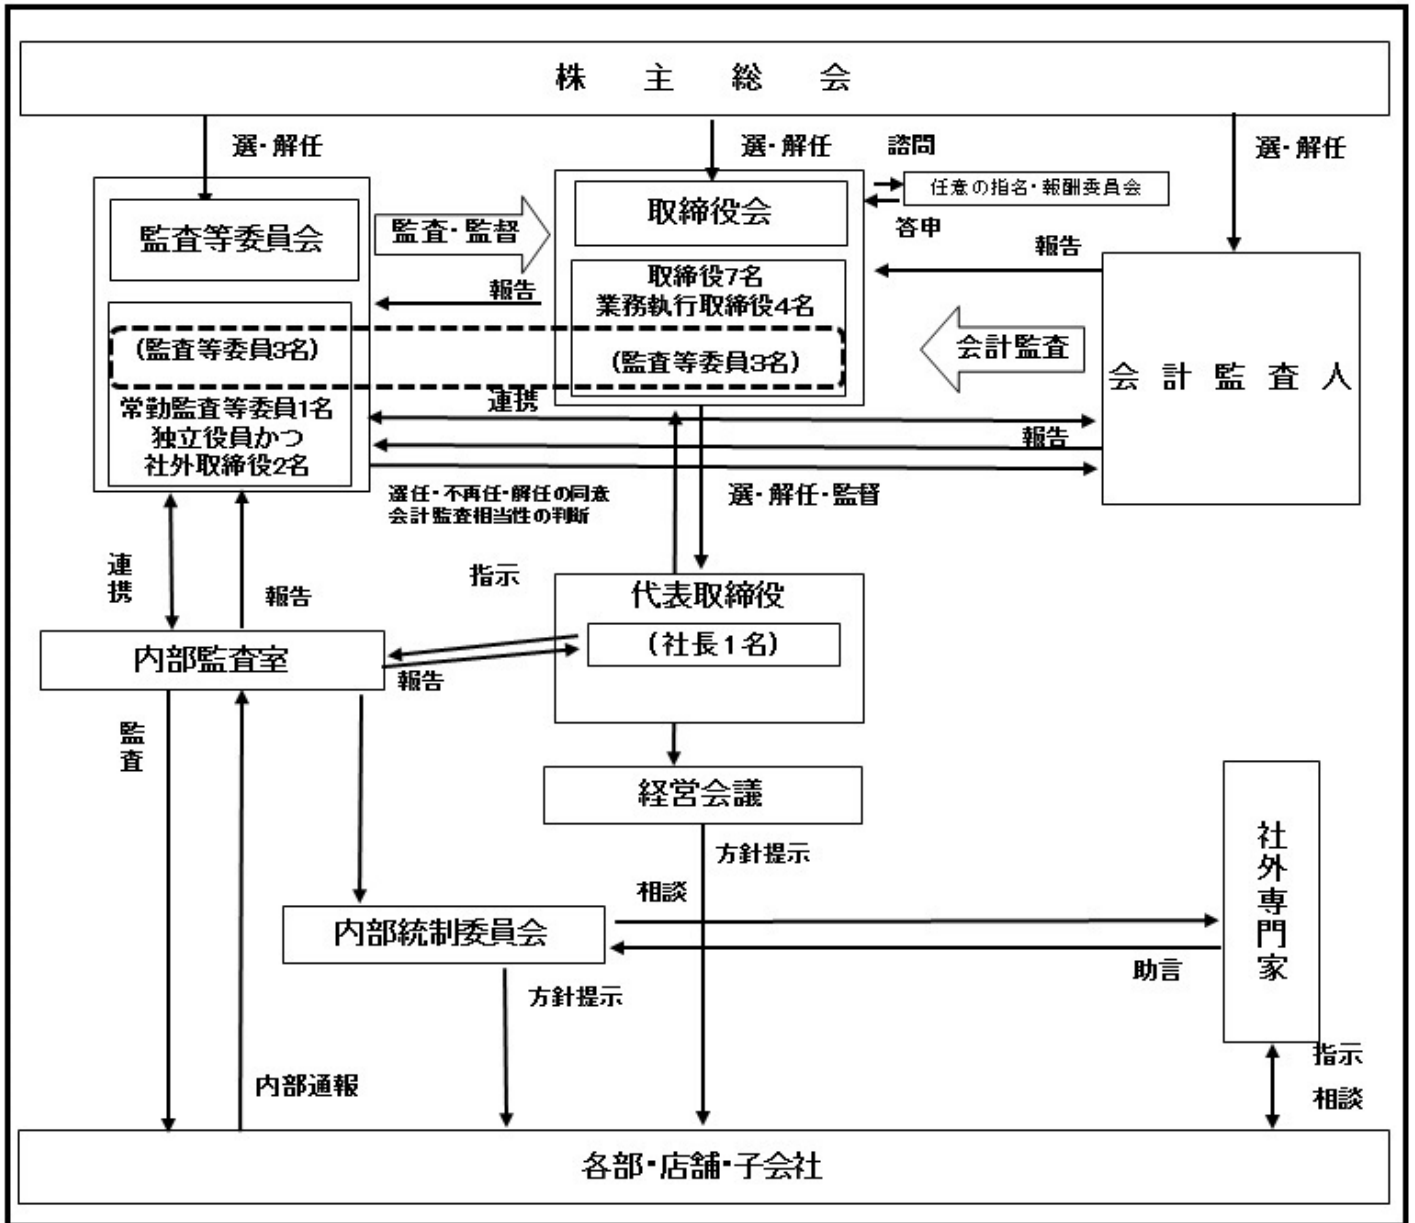 株主総会
選・解任
選・解任
諮問
選・解任
任意の指名・報酬委員会
取締役会
監査等委員会
監査・監督
答申
報告
取締役7名
業務執行取締役4名
報告
(監査等委員3名)
(監査等委員3名)
会計監査
会計監査人
常勤監査等委員1名
独立役員かつ
社外取締役2名
連携
報告
選任・不再任・解任の同意
会計監査相当性の判断
選・解任・監督
連携
報告
指示
代表取締役
(社長1名)
内部監査室
報告
監査
経営会議
方針提示
社外専門家
相談
内部統制委員会
助言
方針提示
指示
相談
内部通報
各部・店舗・子会社